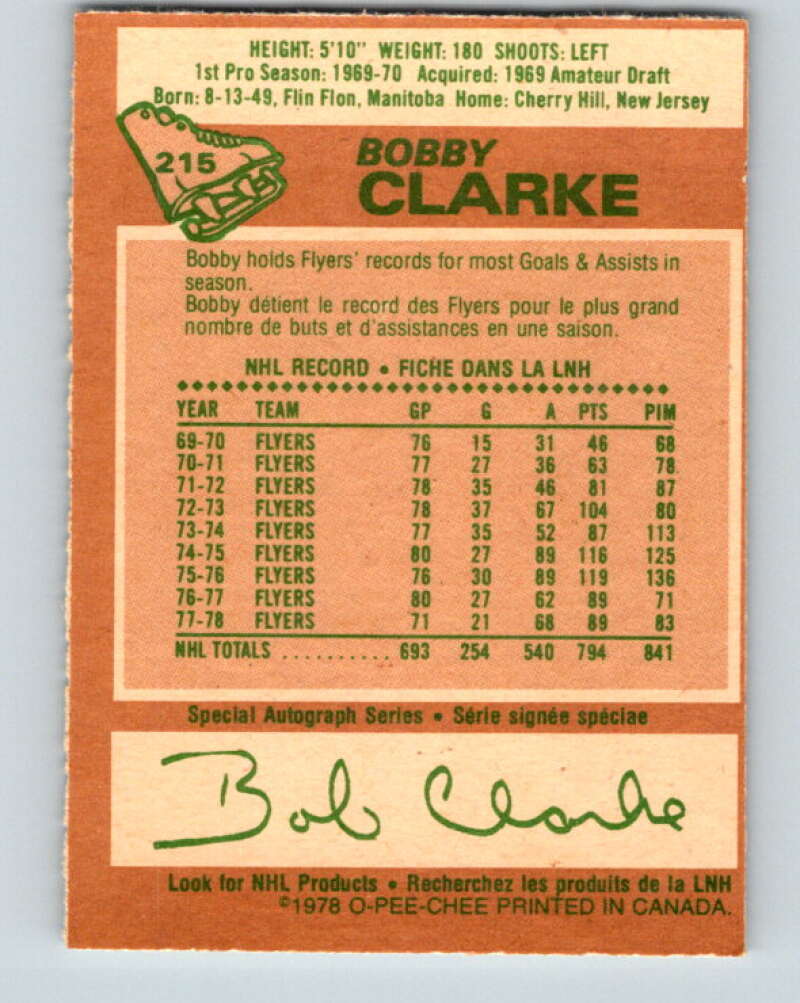 HEIGHT: 5'10" WEIGHT: 180 SHOOTS: LEFT
1st Pro Season: 1969-70 Acquired: 1969 Amateur Draft
Born: 8-13-49, Flin Flon, Manitoba Home: Cherry Hill, New Jersey
215
BOBBY
CLARKE
Bobby holds Flyers' records for most Goals & Assists in
season.
Bobby détient le record des Flyers pour le plus grand
nombre de buts et d'assistances en une saison.
NHL RECORD • FICHE DANS LA LNH
YEAR TEAM GP G A PTS PIM
69-70 FLYERS 76 15 31 46 68
70-71 FLYERS 77 27 36 63 78
71-72 FLYERS 78 35 46 81 87
72-73 FLYERS 78 37 67 104 80
73-74 FLYERS 77 35 52 87 113
74-75 FLYERS 80 27 89 116 125
75-76 FLYERS 76 30 89 119 136
76-77 FLYERS 80 27 62 89 71
77-78 FLYERS 71 21 68 89 83
NHL TOTALS .......... 693 254 540 794 841
Special Autograph Series • Série signée spéciae
Bob Clarke
Look for NHL Products • Recherchez les produits de la LNH
©1978 O-PEE-CHEE PRINTED IN CANADA.